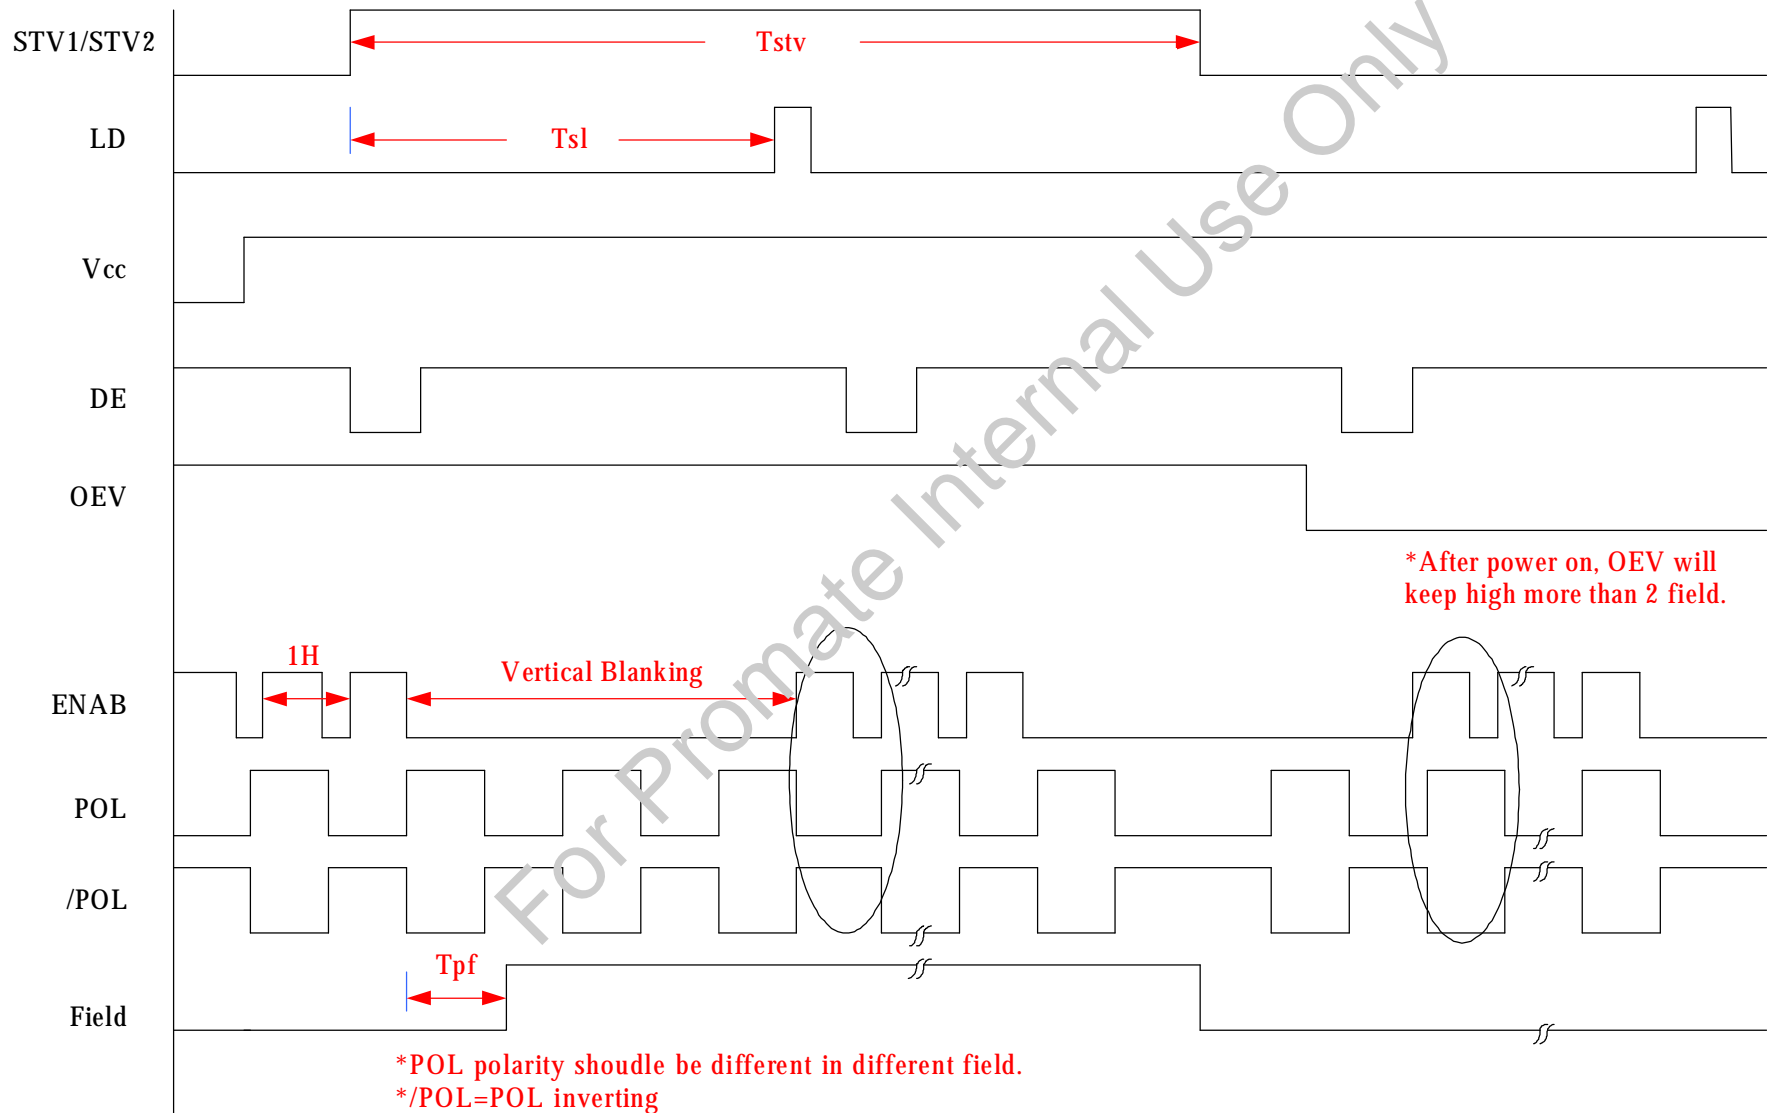 STV1/STV2
Tstv
LD
Tsl
Vcc
DE
OEV
*After power on, OEV will
keep high more than 2 field.
1H
Vertical Blanking
ENAB
POL
/POL
Tpf
Field
*POL polarity shoudle be different in different field.
*/POL=POL inverting
For Promate Internal Use Only